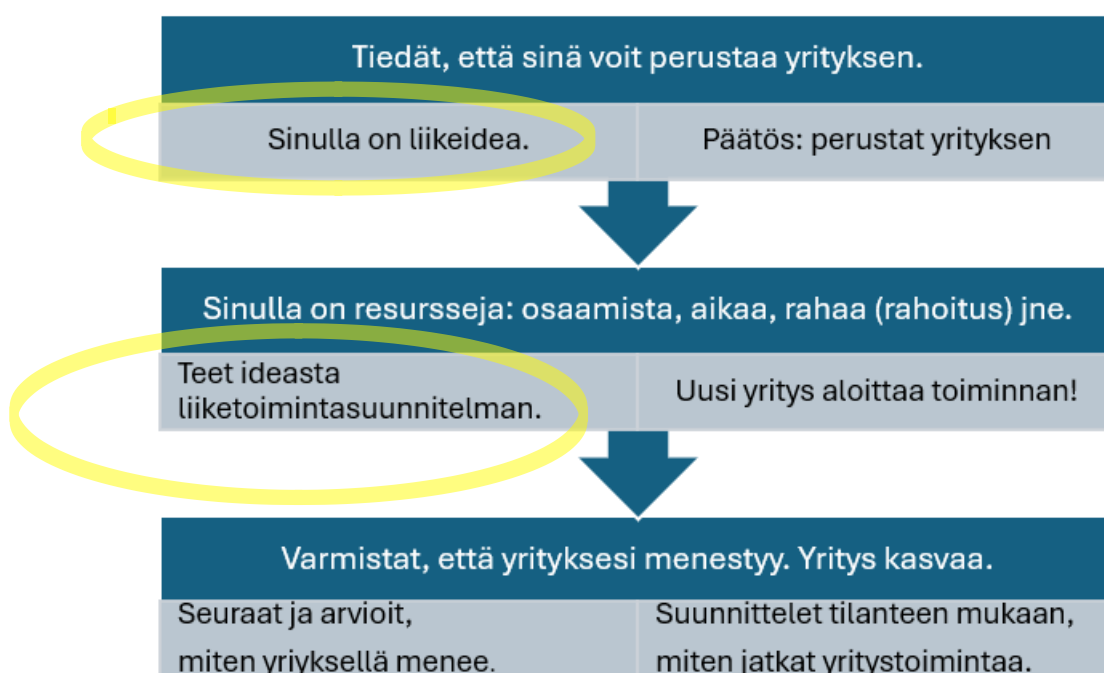 Tiedät, että sinä voit perustaa yrityksen.
Sinulla on liikeidea.
Päätös: perustat yrityksen
Sinulla on resursseja: osaamista, aikaa, rahaa (rahoitus) jne.
Teet ideasta
liiketoimintasuunnitelman.
Uusi yritys aloittaa toiminnan!
Varmistat, että yrityksesi menestyy. Yritys kasvaa.
Seuraat ja arvioit,
miten yriyksellä menee.
Suunnittelet tilanteen mukaan,
miten jatkat yritystoimintaa.